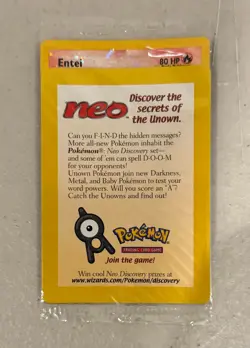 Entei
80 HP
neo
Discover the
secrets of
the Unown.
Can you F-I-N-D the hidden messages?
More all-new Pokémon inhabit the
Pokémon®: Neo Discovery set—
and some of 'em can spell D-O-O-M
for your opponents!
Unown Pokémon join new Darkness,
Metal, and Baby Pokémon to test your
word powers. Will you score an "A"?
Catch the Unowns and find out!
POKÉMON
TRADING CARD GAME
Join the game!
Win cool Neo Discovery prizes at
www.wizards.com/Pokemon/discovery